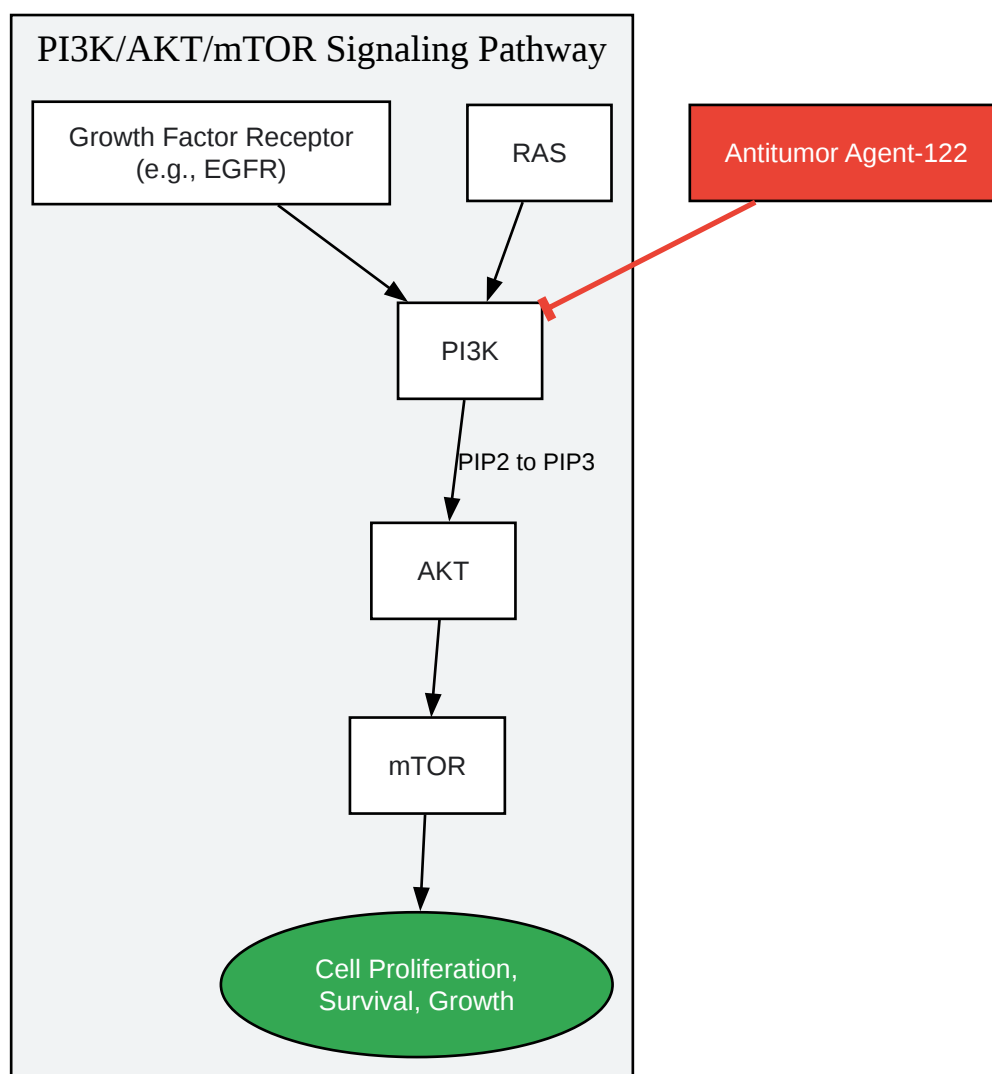 PI3K/AKT/mTOR Signaling Pathway
Growth Factor Receptor
(e.g., EGFR)
RAS
Antitumor Agent-122
PI3K
PIP2 to PIP3
AKT
mTOR
Cell Proliferation,
Survival, Growth